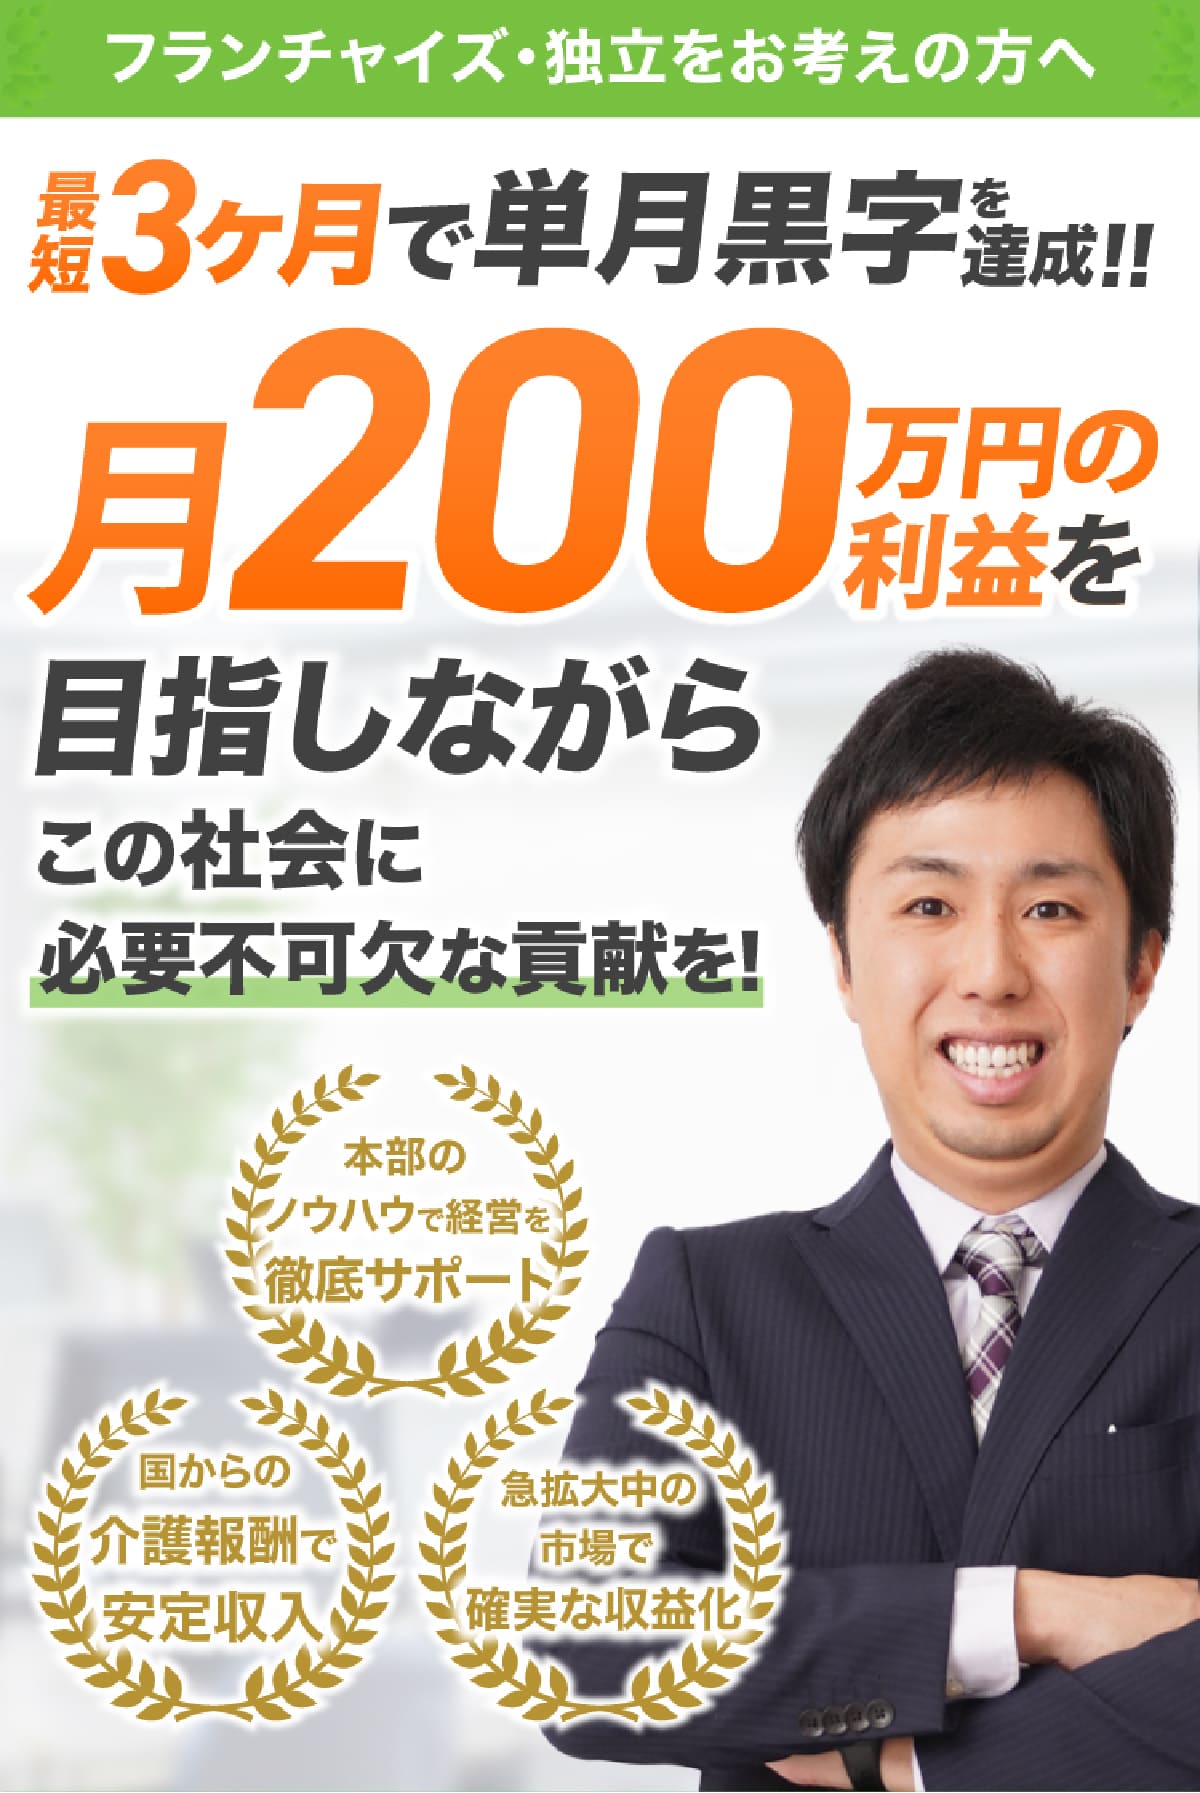 フランチャイズ・独立をお考えの方へ
最短3ヶ月で単月黒字を達成!!
月200万円の利益を
目指しながら
この社会に
必要不可欠な貢献を!
本部の
ノウハウで経営を
徹底サポート
国からの
介護報酬で
安定収入
急拡大中の
市場で
確実な収益化